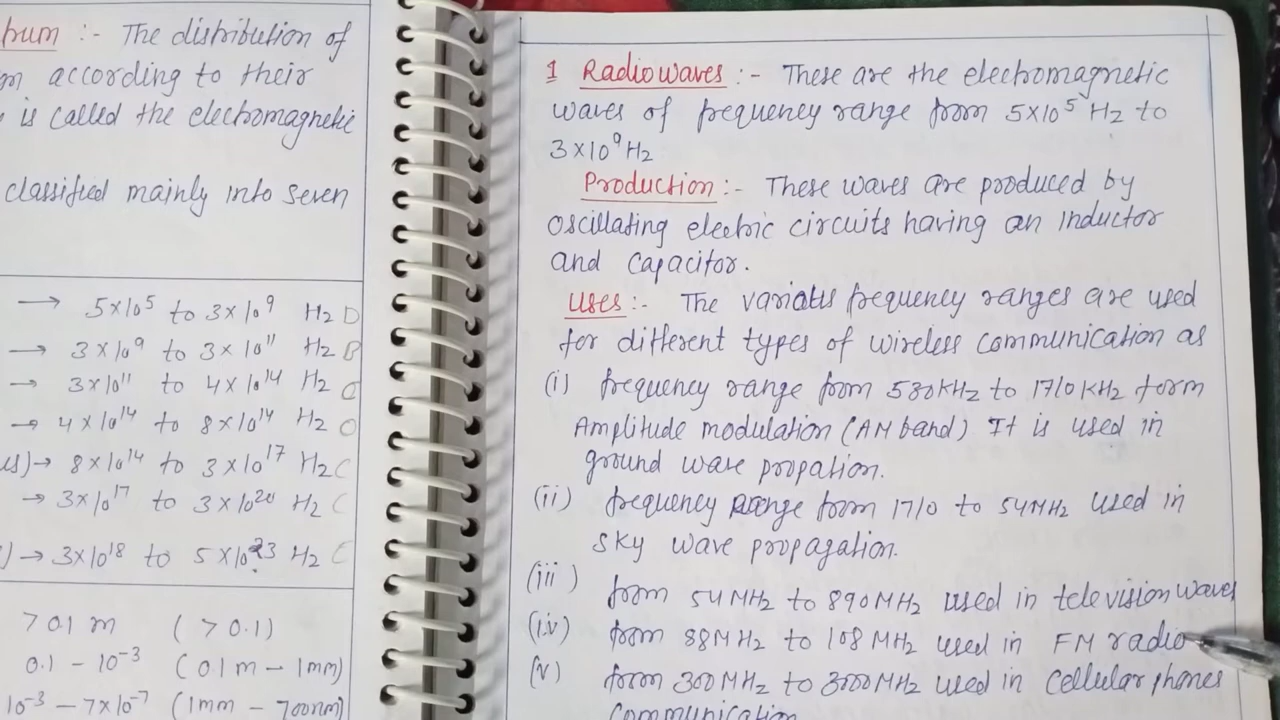 bum :- The distribution of
m according to their
is called the electromagnetic
classified mainly into seven
→ 5×10⁵ to 3×10⁹ Hz
→ 3×10⁹ to 3×10¹¹ Hz
→ 3×10¹¹ to 4×10¹⁴ Hz
→ 4×10¹⁴ to 8×10¹⁴ Hz
us)→ 8×10¹⁴ to 3×10¹⁷ Hz
→ 3×10¹⁷ to 3×10²⁰ Hz
)→ 3×10¹⁸ to 5×10²³ Hz
>0.1 m (>0.1)
0.1 - 10⁻³ (0.1m - 1mm)
10⁻³ - 7×10⁻⁷ (1mm - 700nm)
1 Radiowaves :- These are the electromagnetic
waves of frequency range from 5×10⁵ Hz to
3×10⁹ Hz
Production :- These waves are produced by
oscillating electric circuits having an inductor
and capacitor.
Uses :- The various frequency ranges are used
for different types of wireless communication as
(i) frequency range from 530KHz to 1710KHz form
Amplitude modulation (AM band) It is used in
ground wave propation.
(ii) frequency range from 1710 to 54MHz used in
sky wave propagation.
(iii) from 54MHz to 890MHz used in television waves
(iv) from 88MHz to 108MHz used in FM radio
(v) from 300MHz to 3000MHz used in Cellular phones
communication